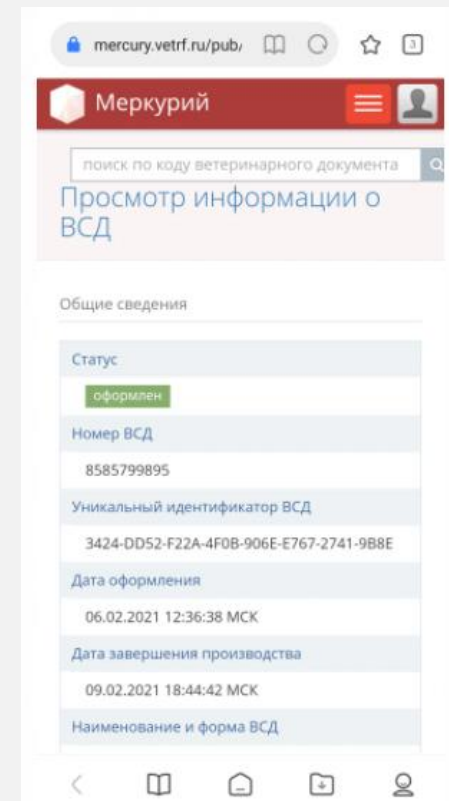 mercury.vetrf.ru/pub/
3
Меркурий
поиск по коду ветеринарного документа
Просмотр информации о
ВСД
Общие сведения
Статус
оформлен
Номер ВСД
8585799895
Уникальный идентификатор ВСД
3424-DD52-F22A-4F0B-906E-E767-2741-9B8E
Дата оформления
06.02.2021 12:36:38 МСК
Дата завершения производства
09.02.2021 18:44:42 МСК
Наименование и форма ВСД